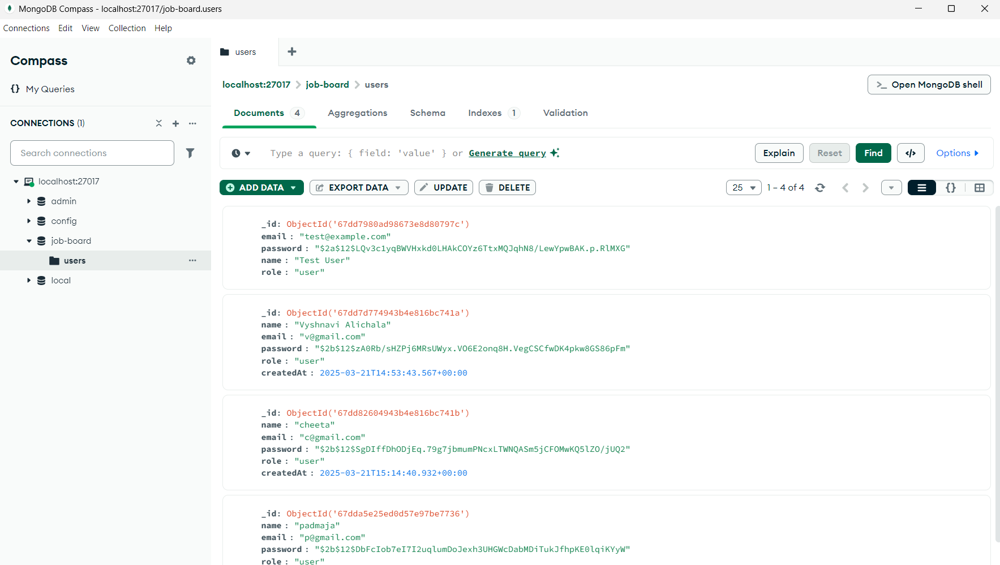 MongoDB Compass - localhost:27017/job-board.users
Connections Edit View Collection Help
Compass
{} My Queries
CONNECTIONS (1)
Search connections
localhost:27017
admin
config
job-board
users
local
users
localhost:27017 job-board users
>_ Open MongoDB shell
Documents 4 Aggregations Schema Indexes 1 Validation
Type a query: { field: 'value' } or Generate query
Explain Reset Find </> Options
ADD DATA EXPORT DATA UPDATE DELETE
25 1 – 4 of 4 {}
_id: ObjectId('67dd7980ad98673e8d80797c')
email : "test@example.com"
password : "$2a$12$LQv3c1yqBWVHxkd0LHAkCOYz6TtxMQJqhN8/LewYpwBAK.p.RlMXG"
name : "Test User"
role : "user"
_id: ObjectId('67dd7d774943b4e816bc741a')
name : "Vyshnavi Alichala"
email : "v@gmail.com"
password : "$2b$12$zA0Rb/sHZPj6MRsUWyx.VO6E2onq8H.VegCSCfwDK4pkw8GS86pFm"
role : "user"
createdAt : 2025-03-21T14:53:43.567+00:00
_id: ObjectId('67dd82604943b4e816bc741b')
name : "cheeta"
email : "c@gmail.com"
password : "$2b$12$SgDIffDhODjEq.79g7jbmumPNcxLTWNQASm5jCFOMwKQ5lZO/jUQ2"
role : "user"
createdAt : 2025-03-21T15:14:40.932+00:00
_id: ObjectId('67dda5e25ed0d57e97be7736')
name : "padmaja"
email : "p@gmail.com"
password : "$2b$12$DbFcIob7eI7I2uqlumDoJexh3UHGWcDabMDiTukJfhpKE0lqiKYyW"
role : "user"